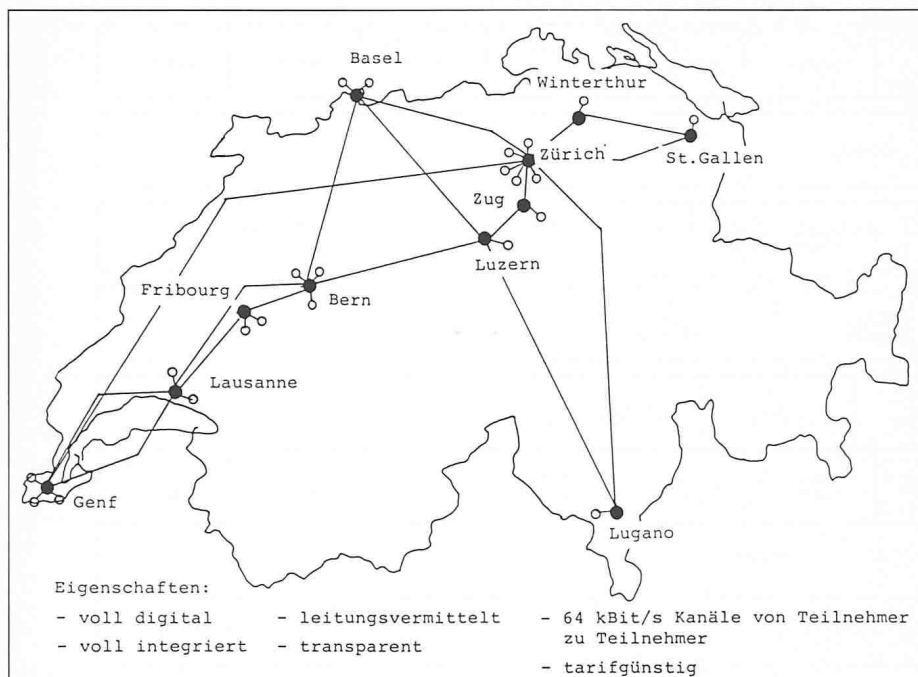 Basel
Winterthur
Zürich
St.Gallen
Zug
Luzern
Fribourg
Bern
Lausanne
Genf
Lugano
Eigenschaften:
- voll digital
- voll integriert
- leitungsvermittelt
- transparent
- 64 kBit/s Kanäle von Teilnehmer
zu Teilnehmer
- tarifgünstig